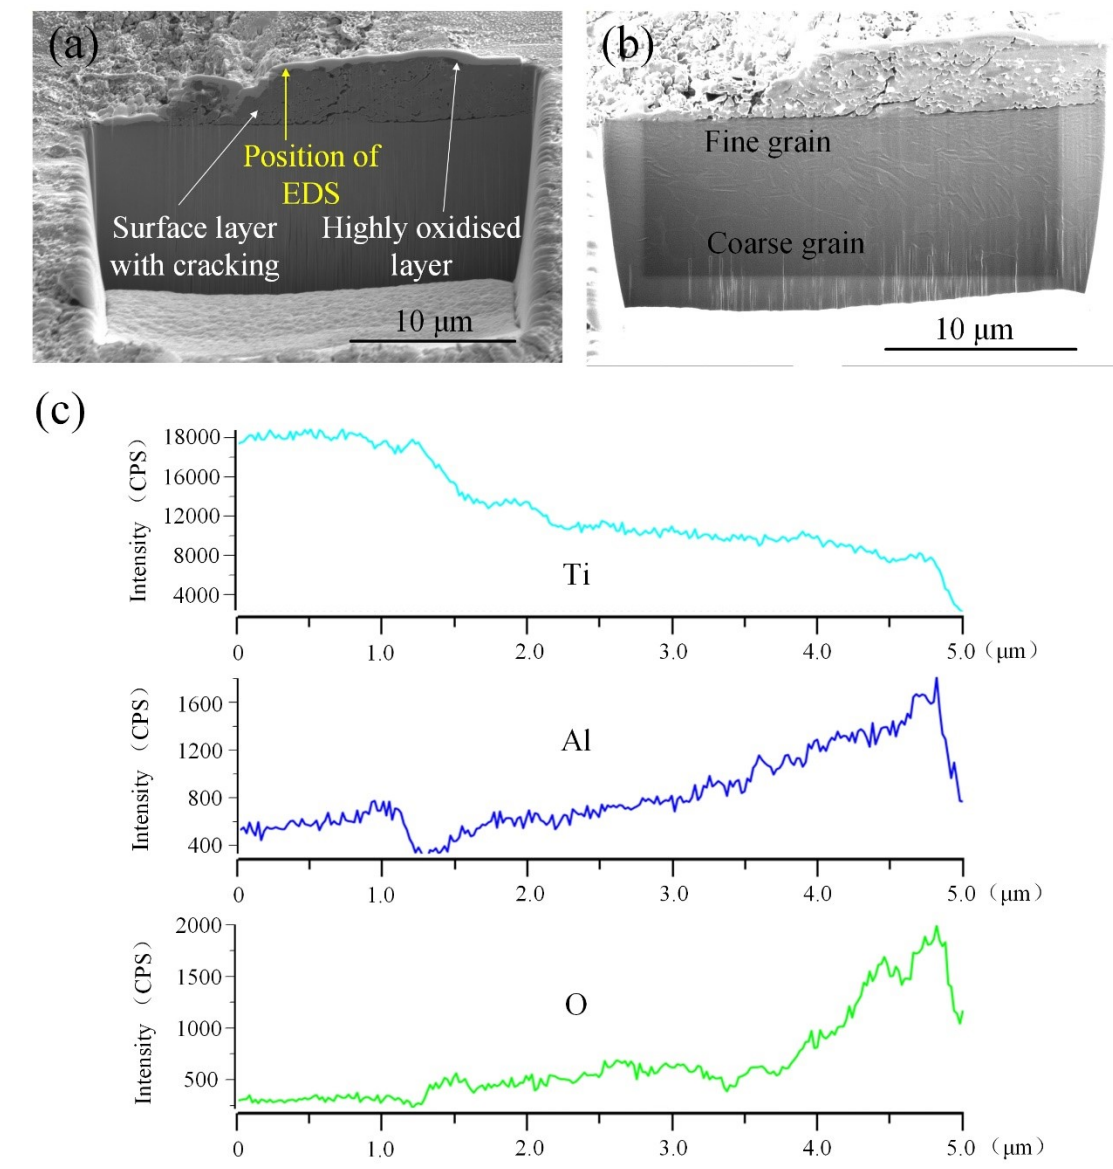 (a)
Position of
EDS
Surface layer
with cracking
Highly oxidised
layer
10 μm
(b)
Fine grain
Coarse grain
10 μm
(c)
Intensity（CPS）
18000
16000
12000
8000
4000
Ti
0 1.0 2.0 3.0 4.0 5.0（μm）
Intensity（CPS）
1600
1200
800
400
Al
0 1.0 2.0 3.0 4.0 5.0（μm）
Intensity（CPS）
2000
1500
1000
500
O
0 1.0 2.0 3.0 4.0 5.0（μm）